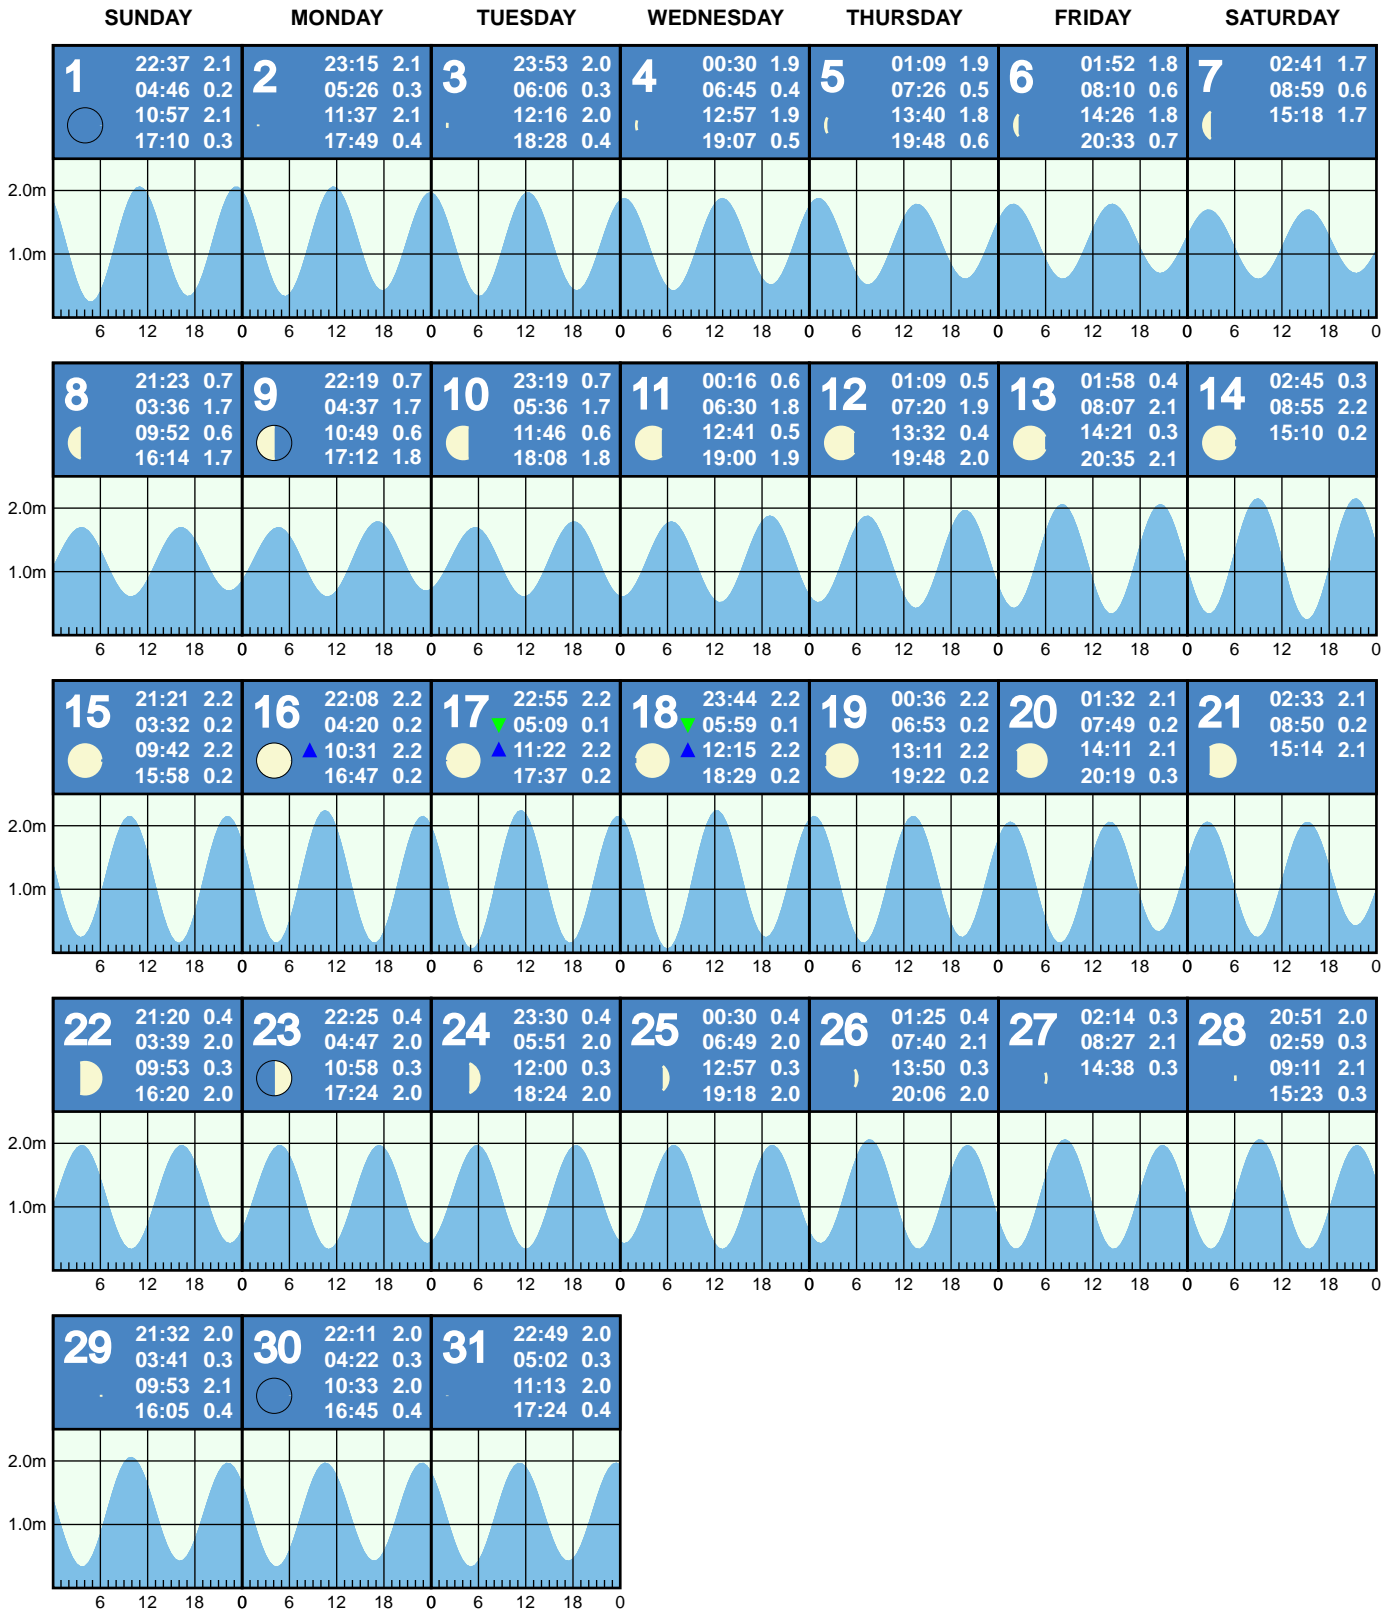 SUNDAY MONDAY TUESDAY WEDNESDAY THURSDAY FRIDAY SATURDAY
1 22:37 2.1
04:46 0.2
10:57 2.1
17:10 0.3
2 23:15 2.1
05:26 0.3
11:37 2.1
17:49 0.4
3 23:53 2.0
06:06 0.3
12:16 2.0
18:28 0.4
4 00:30 1.9
06:45 0.4
12:57 1.9
19:07 0.5
5 01:09 1.9
07:26 0.5
13:40 1.8
19:48 0.6
6 01:52 1.8
08:10 0.6
14:26 1.8
20:33 0.7
7 02:41 1.7
08:59 0.6
15:18 1.7
2.0m
1.0m
6 12 18 0 6 12 18 0 6 12 18 0 6 12 18 0 6 12 18 0 6 12 18 0 6 12 18 0
8 21:23 0.7
03:36 1.7
09:52 0.6
16:14 1.7
9 22:19 0.7
04:37 1.7
10:49 0.6
17:12 1.8
10 23:19 0.7
05:36 1.7
11:46 0.6
18:08 1.8
11 00:16 0.6
06:30 1.8
12:41 0.5
19:00 1.9
12 01:09 0.5
07:20 1.9
13:32 0.4
19:48 2.0
13 01:58 0.4
08:07 2.1
14:21 0.3
20:35 2.1
14 02:45 0.3
08:55 2.2
15:10 0.2
2.0m
1.0m
6 12 18 0 6 12 18 0 6 12 18 0 6 12 18 0 6 12 18 0 6 12 18 0 6 12 18 0
15 21:21 2.2
03:32 0.2
09:42 2.2
15:58 0.2
16 22:08 2.2
04:20 0.2
10:31 2.2
16:47 0.2
17 22:55 2.2
05:09 0.1
11:22 2.2
17:37 0.2
18 23:44 2.2
05:59 0.1
12:15 2.2
18:29 0.2
19 00:36 2.2
06:53 0.2
13:11 2.2
19:22 0.2
20 01:32 2.1
07:49 0.2
14:11 2.1
20:19 0.3
21 02:33 2.1
08:50 0.2
15:14 2.1
2.0m
1.0m
6 12 18 0 6 12 18 0 6 12 18 0 6 12 18 0 6 12 18 0 6 12 18 0 6 12 18 0
22 21:20 0.4
03:39 2.0
09:53 0.3
16:20 2.0
23 22:25 0.4
04:47 2.0
10:58 0.3
17:24 2.0
24 23:30 0.4
05:51 2.0
12:00 0.3
18:24 2.0
25 00:30 0.4
06:49 2.0
12:57 0.3
19:18 2.0
26 01:25 0.4
07:40 2.1
13:50 0.3
20:06 2.0
27 02:14 0.3
08:27 2.1
14:38 0.3
28 20:51 2.0
02:59 0.3
09:11 2.1
15:23 0.3
2.0m
1.0m
6 12 18 0 6 12 18 0 6 12 18 0 6 12 18 0 6 12 18 0 6 12 18 0 6 12 18 0
29 21:32 2.0
03:41 0.3
09:53 2.1
16:05 0.4
30 22:11 2.0
04:22 0.3
10:33 2.0
16:45 0.4
31 22:49 2.0
05:02 0.3
11:13 2.0
17:24 0.4
2.0m
1.0m
6 12 18 0 6 12 18 0 6 12 18 0